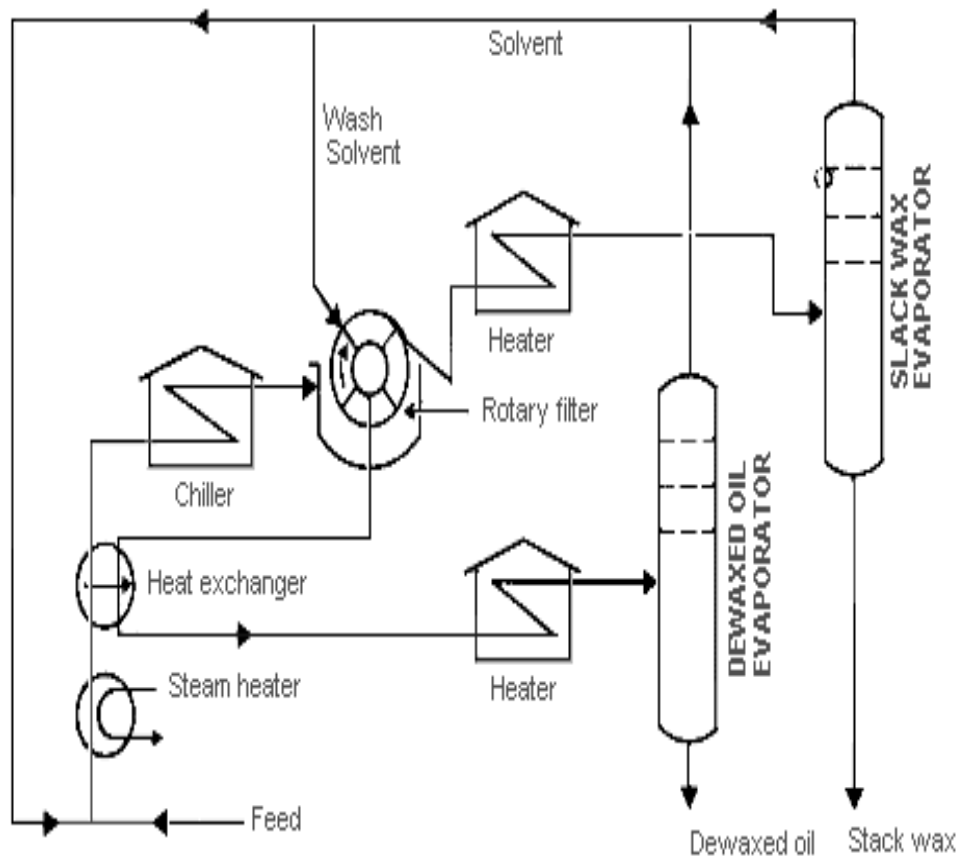 Solvent
Wash
Solvent
Heater
SLACK WAX
EVAPORATOR
Rotary filter
Chiller
Heat exchanger
DEWAXED OIL
EVAPORATOR
Steam heater
Heater
Feed
Dewaxed oil
Stack wax